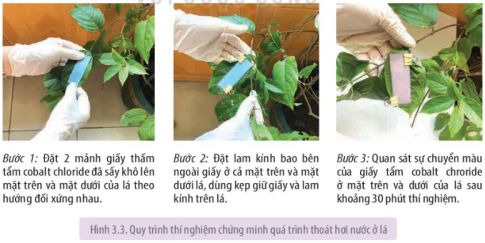 Bước 1: Đặt 2 mảnh giấy thấm
tẩm cobalt chloride đã sấy khô lên
mặt trên và mặt dưới của lá theo
hướng đối xứng nhau.
Bước 2: Đặt lam kính bao bên
ngoài giấy ở cả mặt trên và mặt
dưới lá, dùng kẹp giữ giấy và lam
kính trên lá.
Bước 3: Quan sát sự chuyển màu
của giấy tẩm cobalt chroride
ở mặt trên và dưới của lá sau
khoảng 30 phút thí nghiệm.
Hình 3.3. Quy trình thí nghiệm chứng minh quá trình thoát hơi nước ở lá